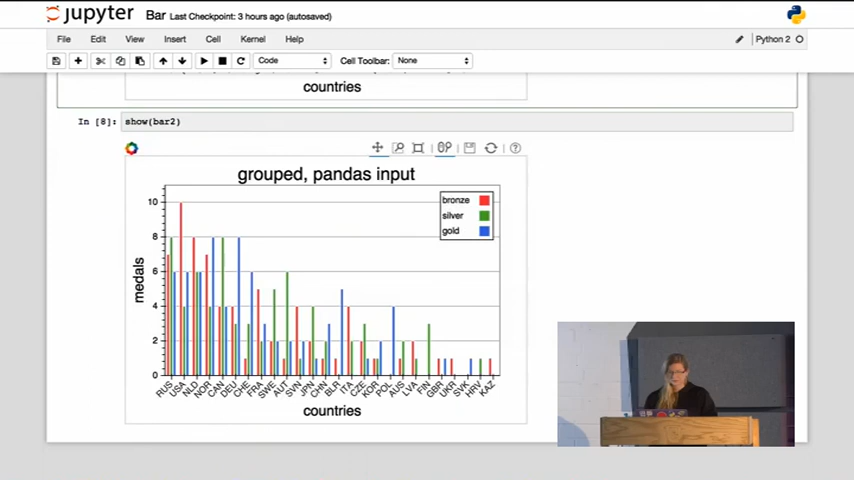 jupyter Bar Last Checkpoint: 3 hours ago (autosaved)
File Edit View Insert Cell Kernel Help Python 2
Code Cell Toolbar: None
countries
In [8]: show(bar2)
grouped, pandas input
bronze
silver
gold
medals
10
8
6
4
2
0
RUS USA NLD NOR CAN DEU CHE FRA SWE AUT SVN JPN CHN BLR ITA CZE KOR POL AUS LVA FIN GBR UKR SVK HRV KAZ
countries